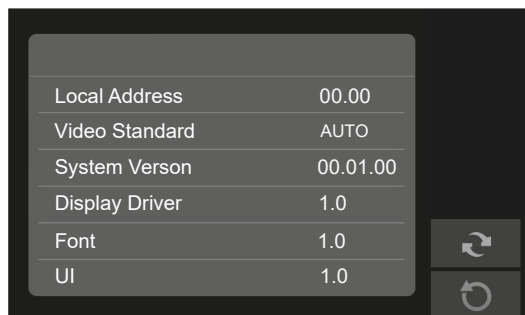 Local Address 00.00
Video Standard AUTO
System Verson 00.01.00
Display Driver 1.0
Font 1.0
UI 1.0